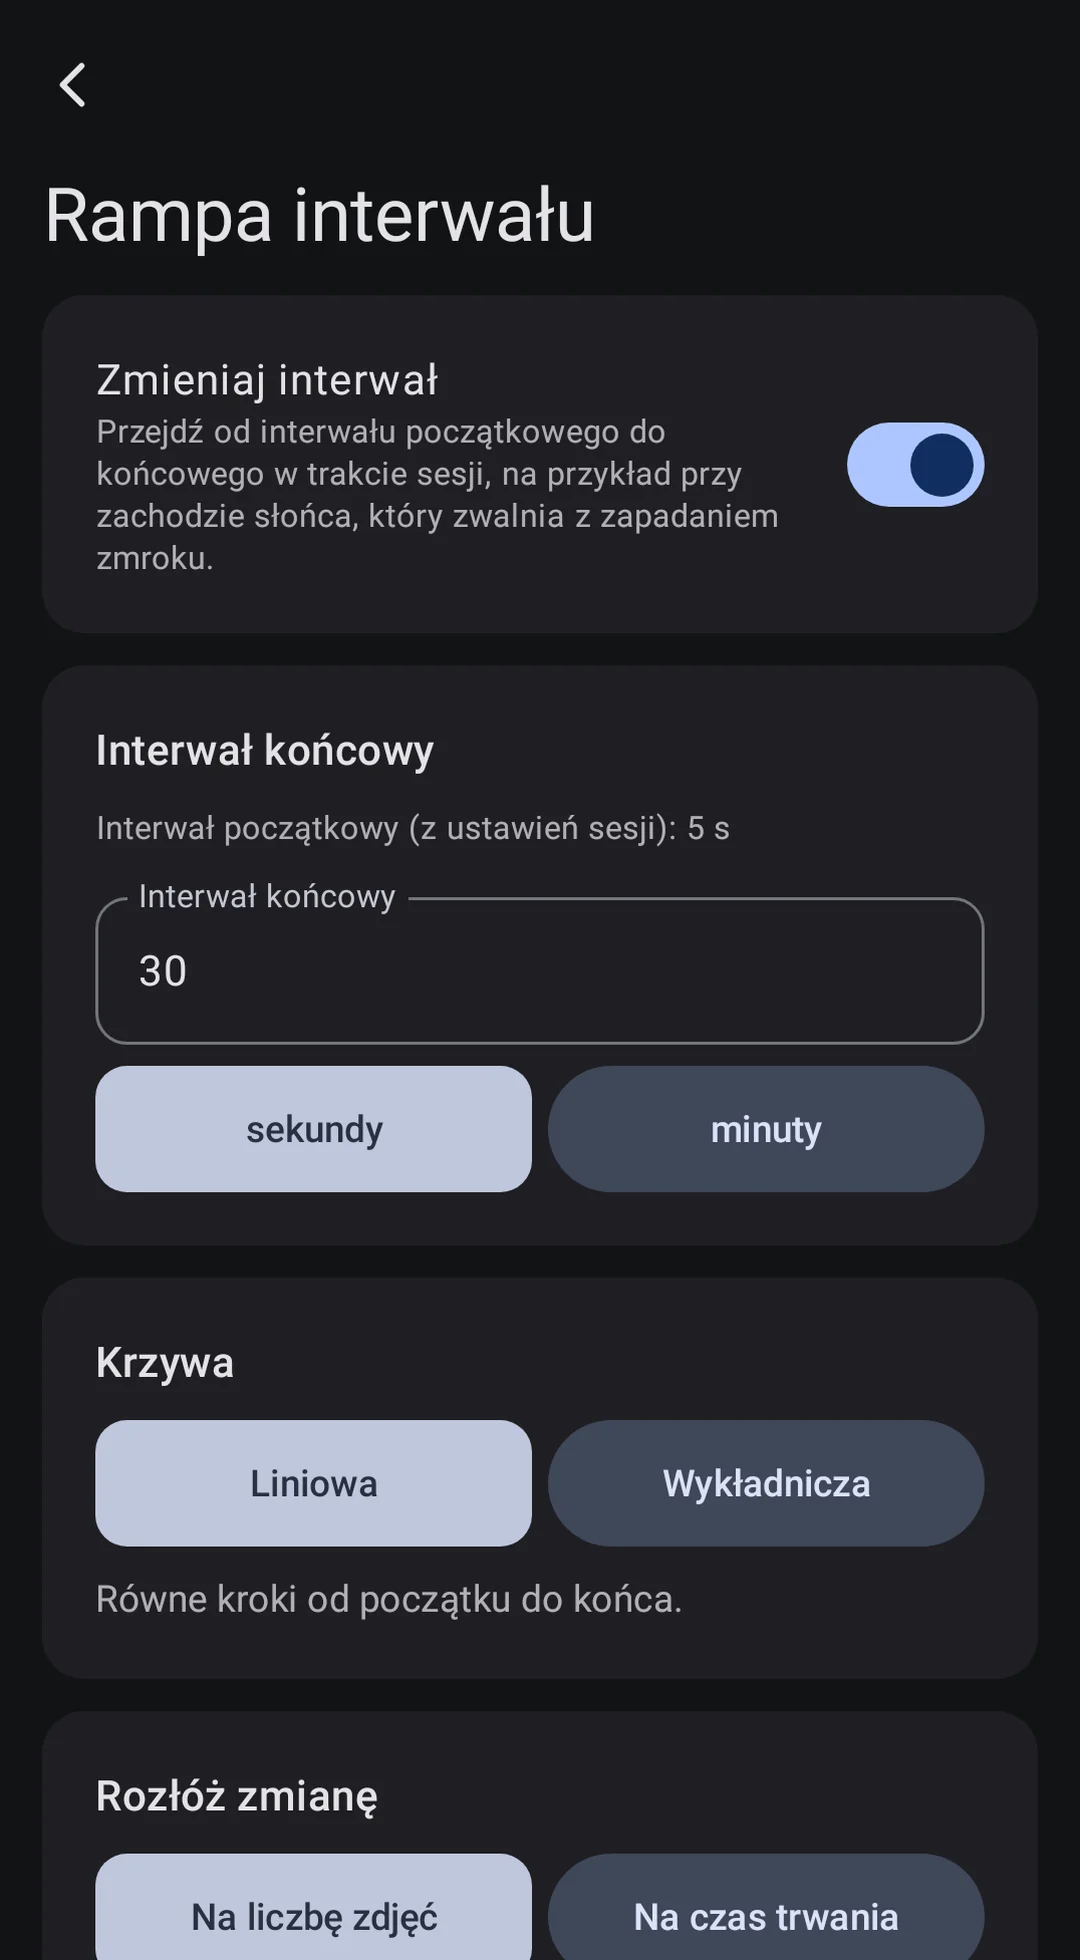 Rampa interwału
Zmieniaj interwał
Przejdź od interwału początkowego do
końcowego w trakcie sesji, na przykład przy
zachodzie słońca, który zwalnia z zapadaniem
zmroku.
Interwał końcowy
Interwał początkowy (z ustawień sesji): 5 s
Interwał końcowy
30
sekundy
minuty
Krzywa
Liniowa
Wykładnicza
Równe kroki od początku do końca.
Rozłóż zmianę
Na liczbę zdjęć
Na czas trwania